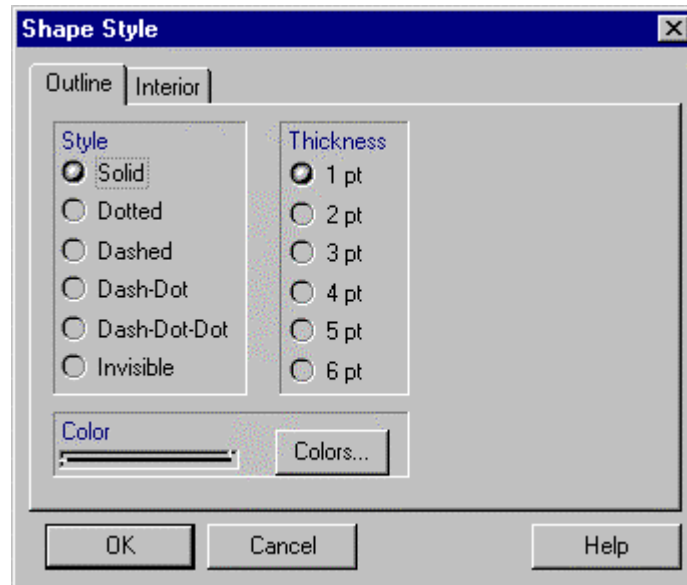 Shape Style
Outline Interior
Style
Solid
Dotted
Dashed
Dash-Dot
Dash-Dot-Dot
Invisible
Thickness
1 pt
2 pt
3 pt
4 pt
5 pt
6 pt
Color
Colors...
OK Cancel Help